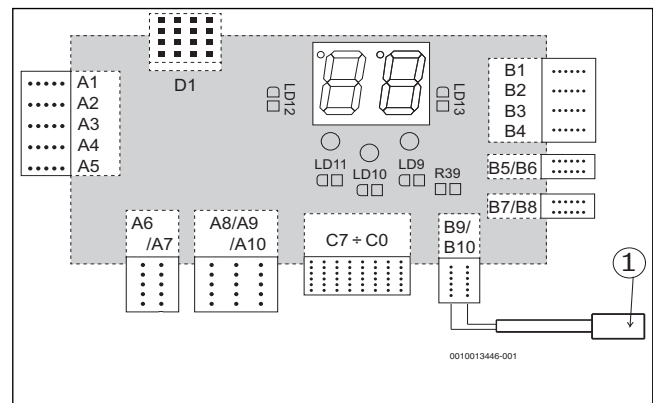 D1
A1
A2
A3
A4
A5
LD12
88
LD13
B1
B2
B3
B4
B5/B6
B7/B8
LD11
LD10
LD9
R39
A6
/A7
A8/A9
/A10
C7 ÷ C0
B9/
B10
1
0010013446-001